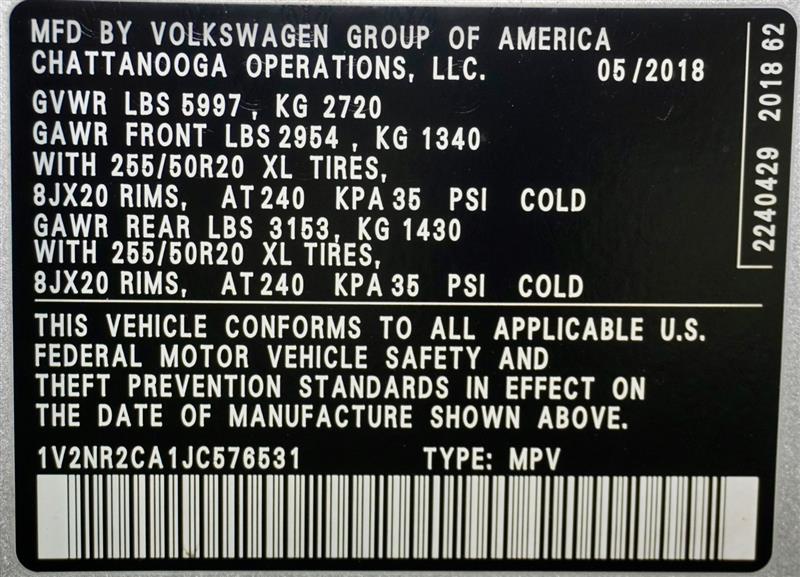 MFD BY VOLKSWAGEN GROUP OF AMERICA
CHATTANOOGA OPERATIONS, LLC. 05/2018
GVWR LBS 5997, KG 2720
GAWR FRONT LBS 2954, KG 1340
WITH 255/50R20 XL TIRES,
8JX20 RIMS, AT 240 KPA 35 PSI COLD
GAWR REAR LBS 3153, KG 1430
WITH 255/50R20 XL TIRES,
8JX20 RIMS, AT 240 KPA 35 PSI COLD
2240429 2018 62
THIS VEHICLE CONFORMS TO ALL APPLICABLE U.S.
FEDERAL MOTOR VEHICLE SAFETY AND
THEFT PREVENTION STANDARDS IN EFFECT ON
THE DATE OF MANUFACTURE SHOWN ABOVE.
1V2NR2CA1JC576531 TYPE: MPV